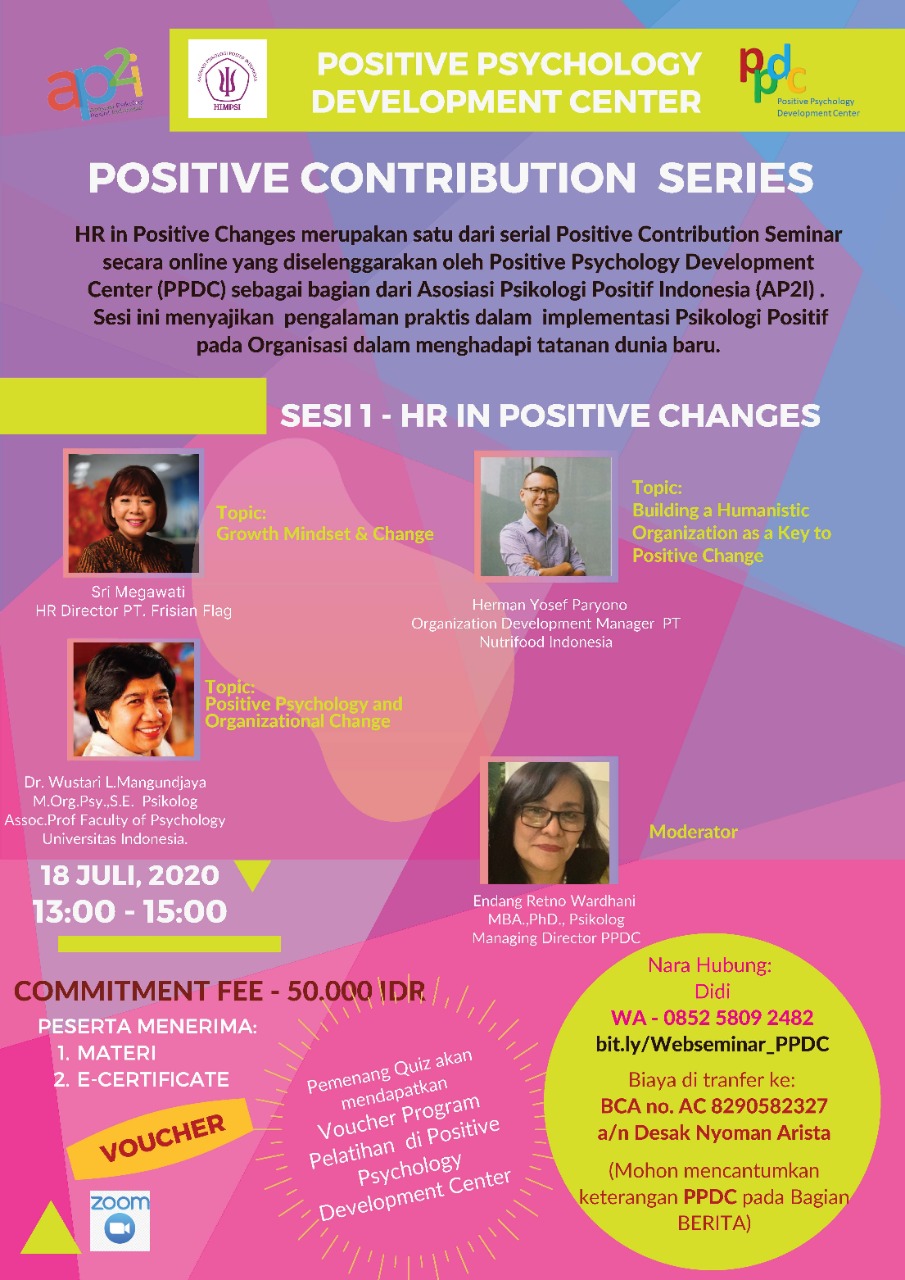 ap2i
HIMPSI
POSITIVE PSYCHOLOGY
DEVELOPMENT CENTER
ppdc
Positive Psychology
Development Center
POSITIVE CONTRIBUTION SERIES
HR in Positive Changes merupakan satu dari serial Positive Contribution Seminar
secara online yang diselenggarakan oleh Positive Psychology Development
Center (PPDC) sebagai bagian dari Asosiasi Psikologi Positif Indonesia (AP2I) .
Sesi ini menyajikan pengalaman praktis dalam implementasi Psikologi Positif
pada Organisasi dalam menghadapi tatanan dunia baru.
SESI 1 - HR IN POSITIVE CHANGES
Topic:
Growth Mindset & Change
Sri Megawati
HR Director PT. Frisian Flag
Topic:
Building a Humanistic
Organization as a Key to
Positive Change
Herman Yosef Paryono
Organization Development Manager PT
Nutrifood Indonesia
Topic:
Positive Psychology and
Organizational Change
Dr. Wustari L.Mangundjaya
M.Org.Psy.,S.E. Psikolog
Assoc.Prof Faculty of Psychology
Universitas Indonesia.
Moderator
Endang Retno Wardhani
MBA.,PhD., Psikolog
Managing Director PPDC
18 JULI, 2020
13:00 - 15:00
COMMITMENT FEE - 50.000 IDR
PESERTA MENERIMA:
1. MATERI
2. E-CERTIFICATE
VOUCHER
zoom
Pemenang Quiz akan
mendapatkan
Voucher Program
Pelatihan di Positive
Psychology
Development Center
Nara Hubung:
Didi
WA - 0852 5809 2482
bit.ly/Webseminar_PPDC
Biaya di tranfer ke:
BCA no. AC 8290582327
a/n Desak Nyoman Arista
(Mohon mencantumkan
keterangan PPDC pada Bagian
BERITA)